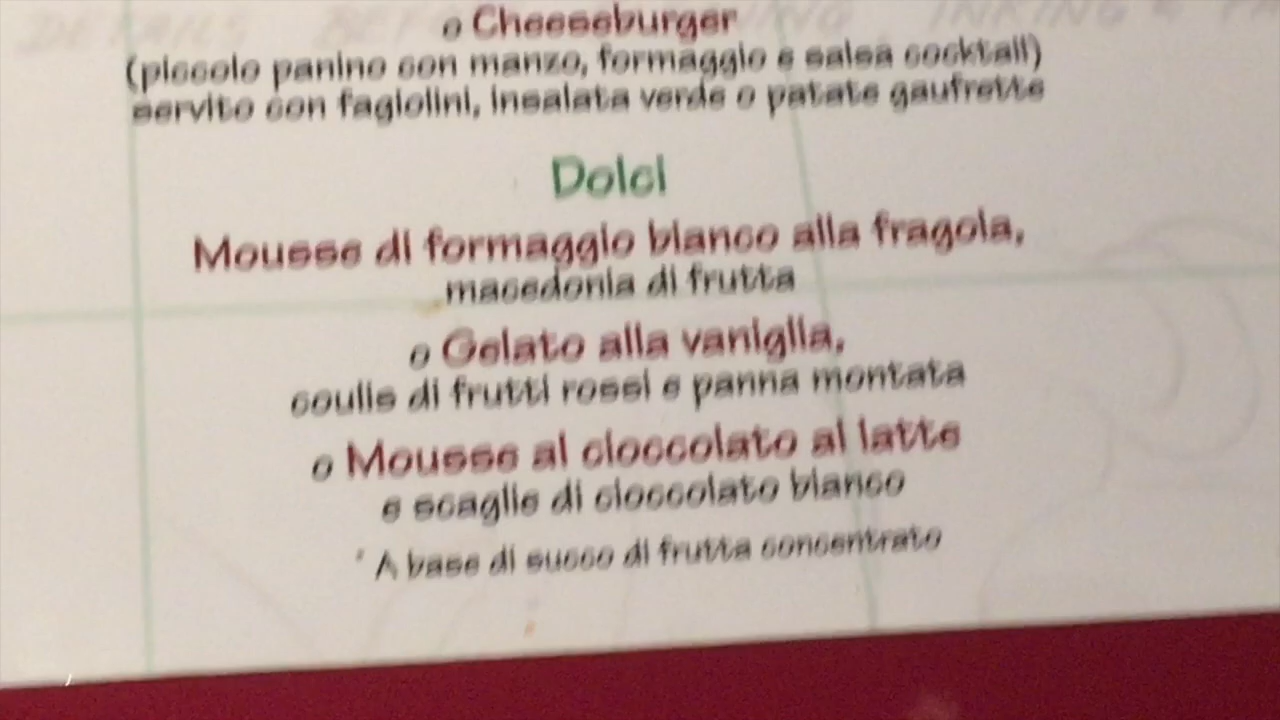 DETAILS INKING &
o Cheeseburger
(piccolo panino con manzo, formaggio e salsa cocktail)
servito con fagiolini, insalata verde o patate gaufrette
Dolci
Mousse di formaggio bianco alla fragola,
macedonia di frutta
o Gelato alla vaniglia,
coulis di frutti rossi e panna montata
o Mousse al cioccolato al latte
e scaglie di cioccolato bianco
* A base di succo di frutta concentrato